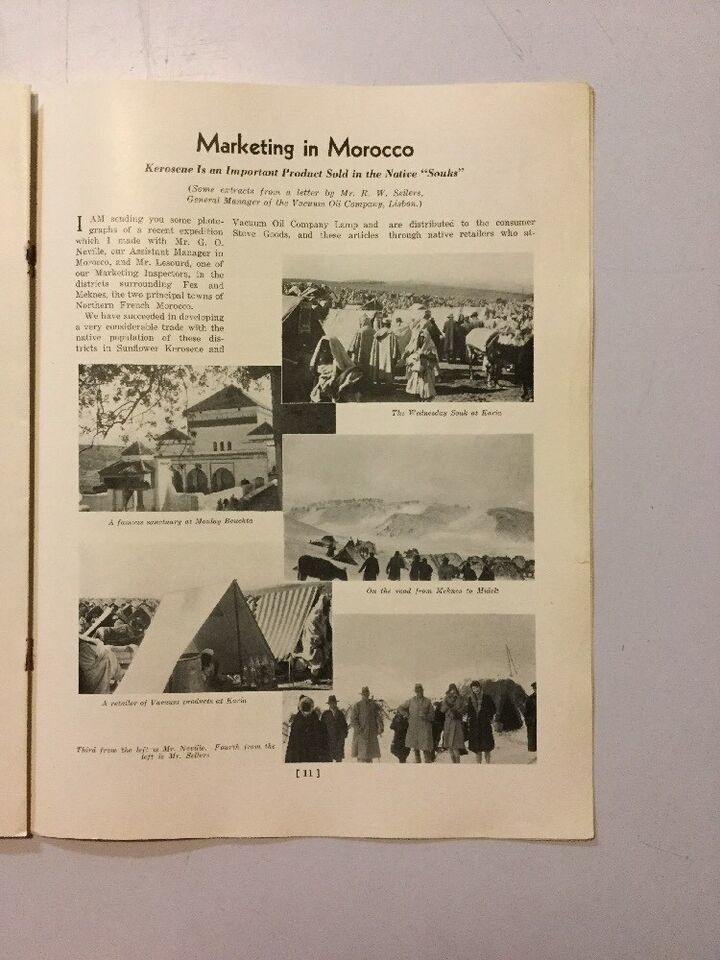 Marketing in Morocco
Kerosene Is an Important Product Sold in the Native "Souks"
(Some extracts from a letter by Mr. R. W. Sellers,
General Manager of the Vacuum Oil Company, Lisbon.)
I AM sending you some photo-
graphs of a recent expedition
which I made with Mr. G. O.
Neville, our Assistant Manager in
Morocco, and Mr. Lesourd, one of
our Marketing Inspectors, in the
districts surrounding Fez and
Meknes, the two principal towns of
Northern French Morocco.
We have succeeded in developing
a very considerable trade with the
native population of these dis-
tricts in Sunflower Kerosene and
Vacuum Oil Company Lamp and
Stove Goods, and these articles
are distributed to the consumer
through native retailers who at-
The Wednesday Souk at Karia
A famous sanctuary at Moulay Bouchta
On the road from Meknes to Midelt
A retailer of Vacuum products at Karia
Third from the left is Mr. Neville. Fourth from the
left is Mr. Sellers
[ 11 ]